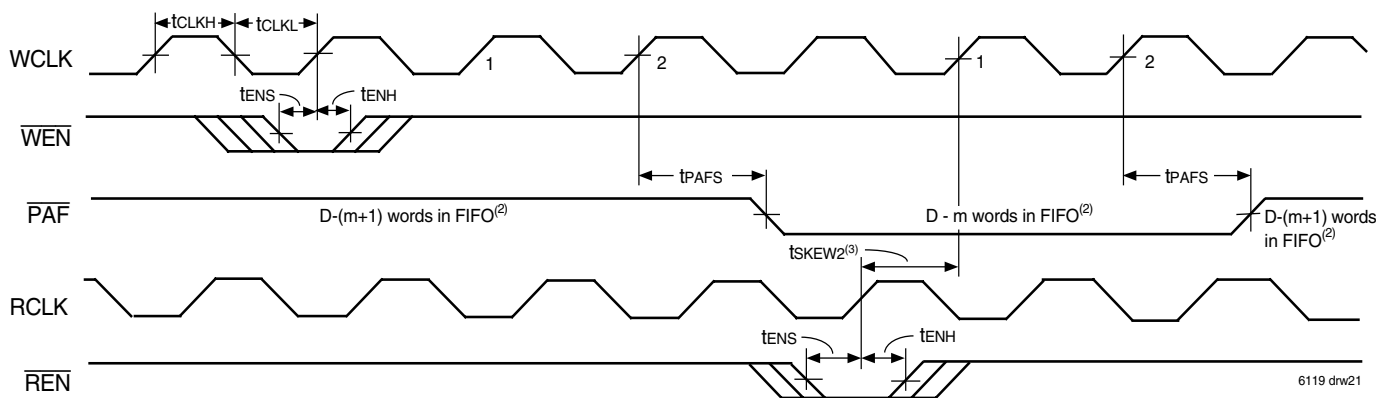 tCLKH tCLKL
WCLK 1 2 1 2
tENS tENH
WEN
tPAFS tPAFS
PAF
D-(m+1) words in FIFO(2) D - m words in FIFO(2) D-(m+1) words
in FIFO(2)
tSKEW2(3)
RCLK
tENS tENH
REN
6119 drw21